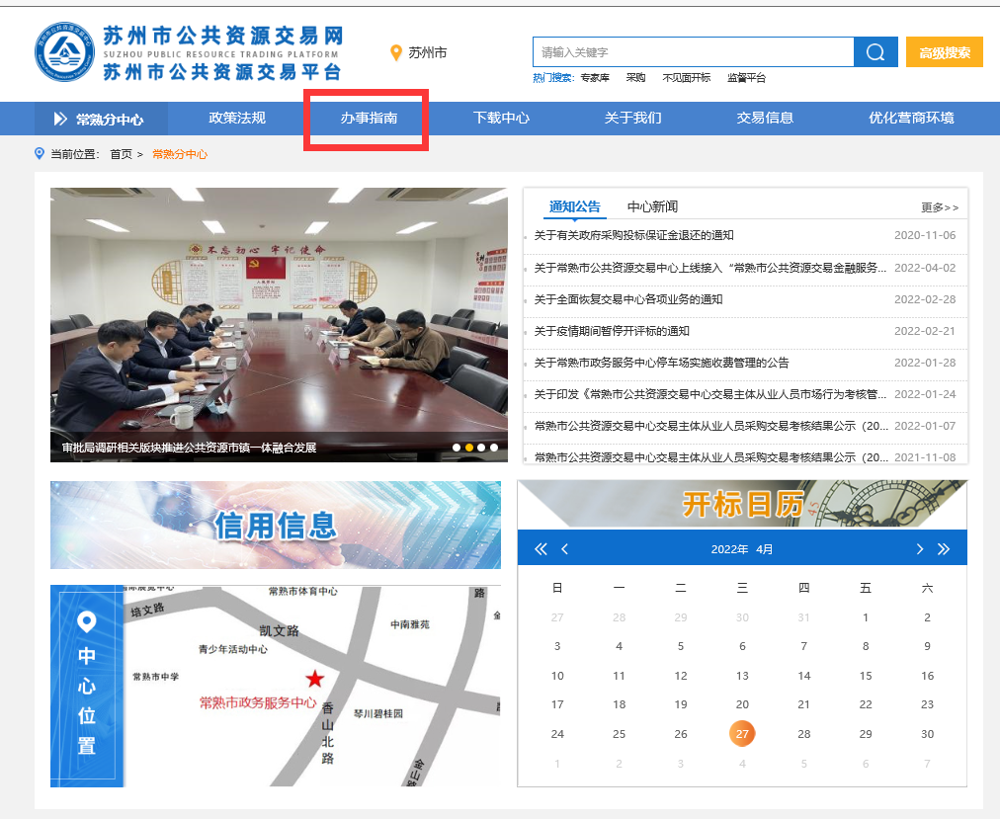 苏州市公共资源交易网
SUZHOU PUBLIC RESOURCE TRADING PLATFORM
苏州市公共资源交易平台
苏州市
请输入关键字
高级搜索
热门搜索： 专家库 采购 不见面开标 监督平台
常熟分中心 政策法规 办事指南 下载中心 关于我们 交易信息 优化营商环境
当前位置： 首页 > 常熟分中心
不忘初心 牢记使命
审批局调研相关版块推进公共资源市镇一体融合发展
通知公告 中心新闻 更多>>
关于有关政府采购投标保证金退还的通知 2020-11-06
关于常熟市公共资源交易中心上线接入“常熟市公共资源交易金融服务... 2022-04-02
关于全面恢复交易中心各项业务的通知 2022-02-28
关于疫情期间暂停开评标的通知 2022-02-21
关于常熟市政务服务中心停车场实施收费管理的公告 2022-01-28
关于印发《常熟市公共资源交易中心交易主体从业人员市场行为考核管... 2022-01-24
常熟市公共资源交易中心交易主体从业人员采购交易考核结果公示（20... 2022-01-07
常熟市公共资源交易中心交易主体从业人员采购交易考核结果公示（20... 2021-11-08
信用信息
开标日历
2022年 4月
日 一 二 三 四 五 六
27 28 29 30 31 1 2
3 4 5 6 7 8 9
10 11 12 13 14 15 16
17 18 19 20 21 22 23
24 25 26 27 28 29 30
1 2 3 4 5 6 7
中心位置
培文路
常熟市体育中心
路
凯文路
中南雅苑
青少年活动中心
常熟市中学
常熟市政务服务中心
香山北路
琴川碧桂园
金山路